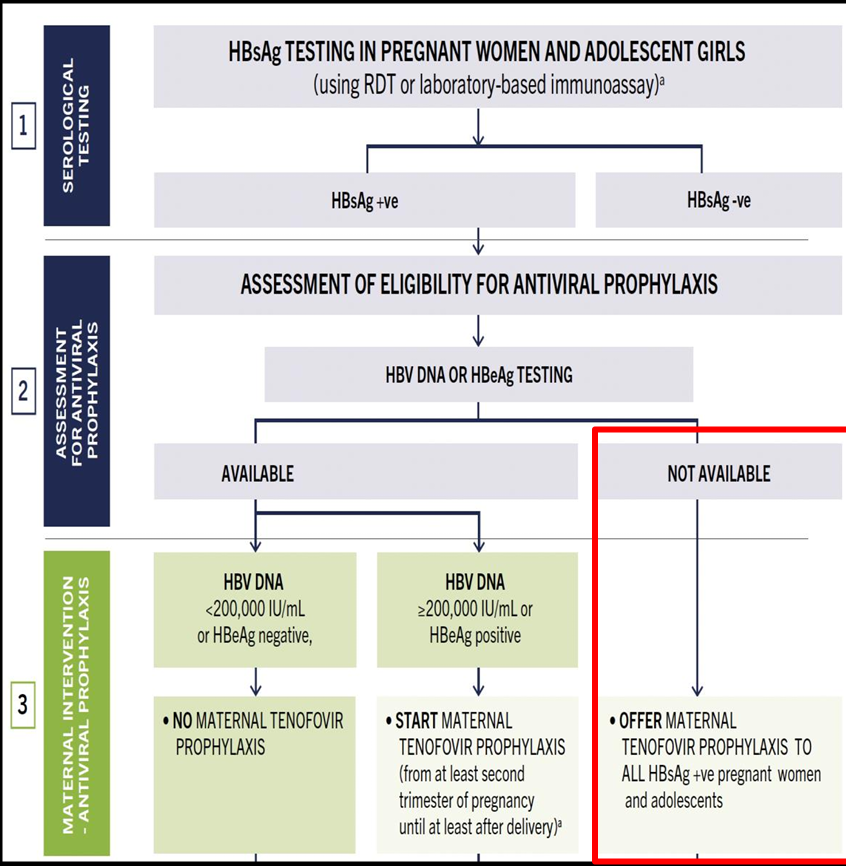 HBsAg TESTING IN PREGNANT WOMEN AND ADOLESCENT GIRLS
(using RDT or laboratory-based immunoassay)ᵃ
1
SEROLOGICAL
TESTING
HBsAg +ve
HBsAg -ve
ASSESSMENT OF ELIGIBILITY FOR ANTIVIRAL PROPHYLAXIS
2
ASSESSMENT
FOR ANTIVIRAL
PROPHYLAXIS
HBV DNA OR HBeAg TESTING
AVAILABLE
NOT AVAILABLE
3
MATERNAL INTERVENTION
- ANTIVIRAL PROPHYLAXIS
HBV DNA
<200,000 IU/mL
or HBeAg negative,
HBV DNA
≥200,000 IU/mL or
HBeAg positive
• NO MATERNAL TENOFOVIR
PROPHYLAXIS
• START MATERNAL
TENOFOVIR PROPHYLAXIS
(from at least second
trimester of pregnancy
until at least after delivery)ᵃ
• OFFER MATERNAL
TENOFOVIR PROPHYLAXIS TO
ALL HBsAg +ve pregnant women
and adolescents